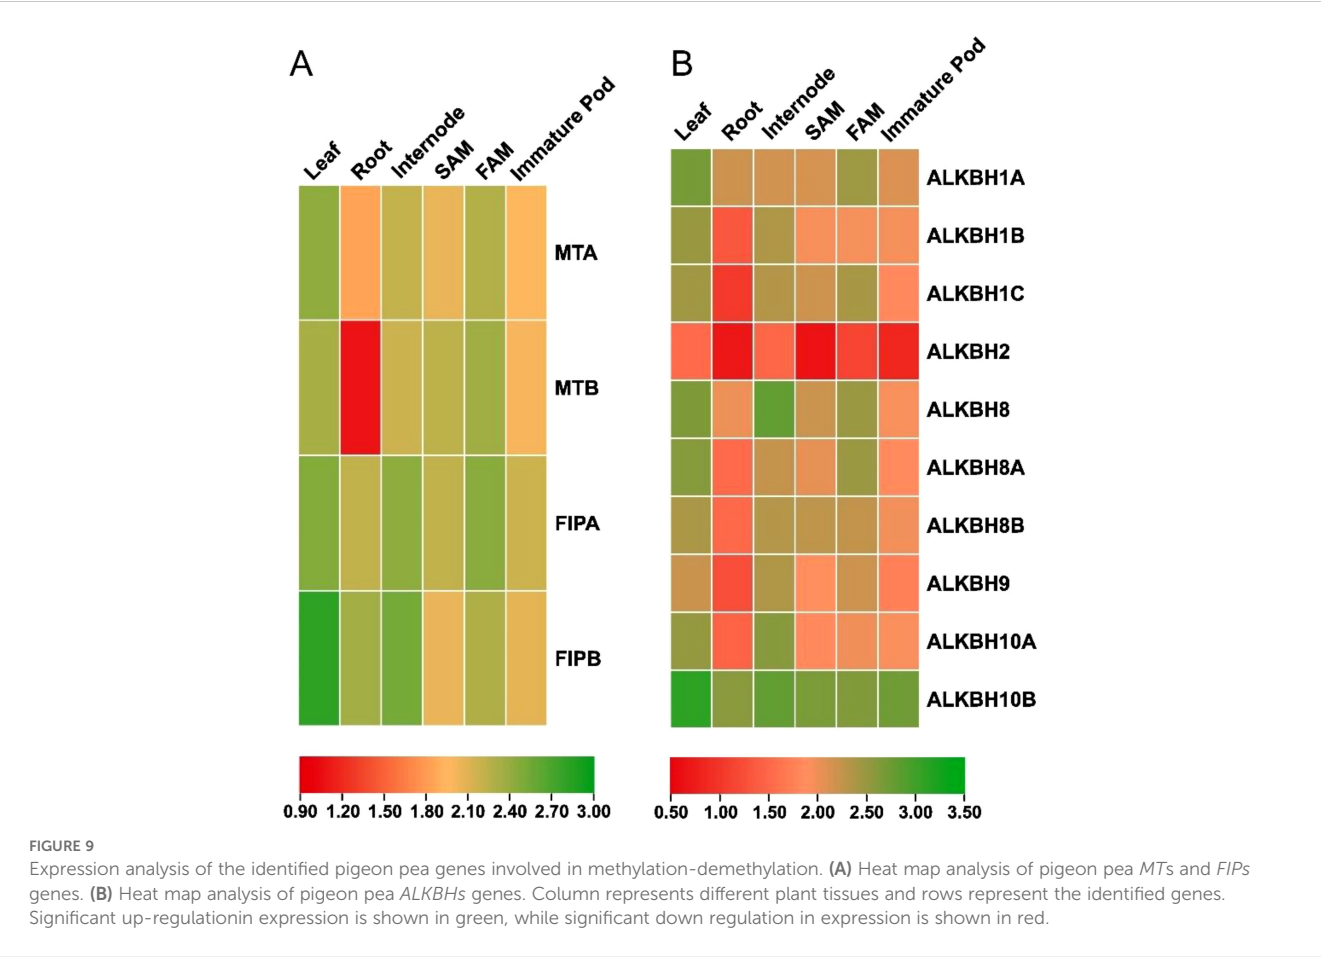 A
Leaf
Root
Internode
SAM
FAM
Immature Pod
MTA
MTB
FIPA
FIPB
0.90 1.20 1.50 1.80 2.10 2.40 2.70 3.00
B
Leaf
Root
Internode
SAM
FAM
Immature Pod
ALKBH1A
ALKBH1B
ALKBH1C
ALKBH2
ALKBH8
ALKBH8A
ALKBH8B
ALKBH9
ALKBH10A
ALKBH10B
0.50 1.00 1.50 2.00 2.50 3.00 3.50
FIGURE 9
Expression analysis of the identified pigeon pea genes involved in methylation-demethylation. (A) Heat map analysis of pigeon pea MTs and FIPs
genes. (B) Heat map analysis of pigeon pea ALKBHs genes. Column represents different plant tissues and rows represent the identified genes.
Significant up-regulationin expression is shown in green, while significant down regulation in expression is shown in red.